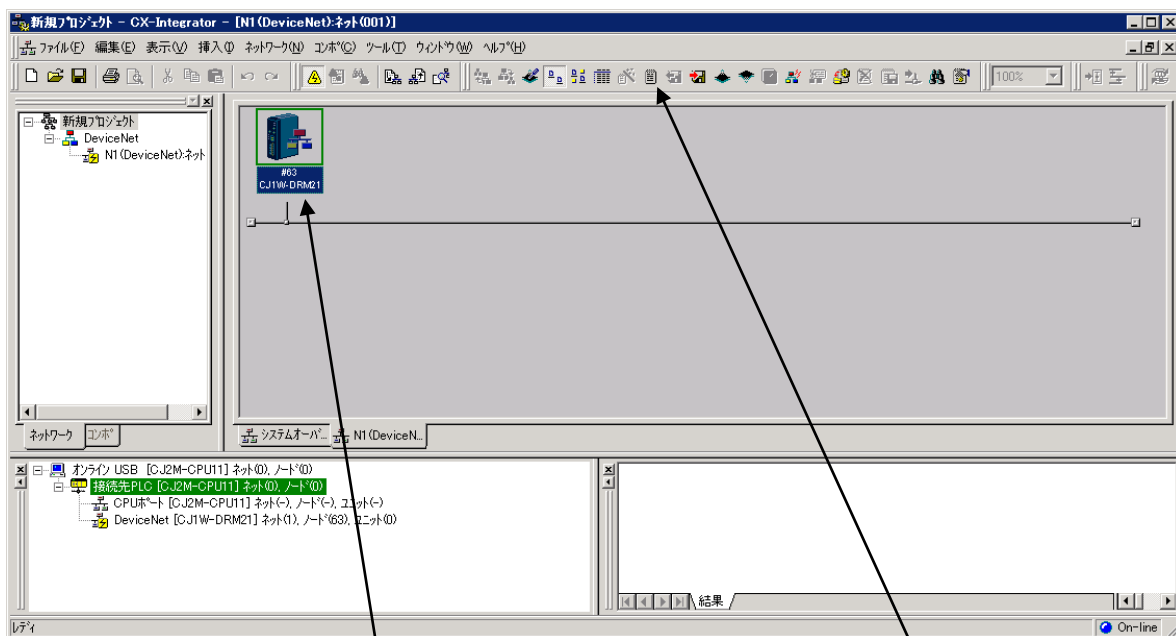 新規ﾌﾟﾛｼﾞｪｸﾄ - CX-Integrator - [N1(DeviceNet):ネット(001)]
ﾌｧｲﾙ(F) 編集(E) 表示(V) 挿入(I) ﾈｯﾄﾜｰｸ(N) ｺﾝﾎﾟ(C) ﾂｰﾙ(T) ｳｨﾝﾄﾞｳ(W) ﾍﾙﾌﾟ(H)
100%
新規ﾌﾟﾛｼﾞｪｸﾄ
DeviceNet
N1(DeviceNet):ﾈｯﾄ
#63
CJ1W-DRM21
ﾈｯﾄﾜｰｸ ｺﾝﾎﾟ
ｼｽﾃﾑｵｰﾊﾞ... N1(DeviceN...
ｵﾝﾗｲﾝ USB [CJ2M-CPU11] ﾈｯﾄ(0), ﾉｰﾄﾞ(0)
接続先PLC [CJ2M-CPU11] ﾈｯﾄ(0), ﾉｰﾄﾞ(0)
CPUﾎﾟｰﾄ [CJ2M-CPU11] ﾈｯﾄ(-), ﾉｰﾄﾞ(-), ﾕﾆｯﾄ(-)
DeviceNet [CJ1W-DRM21] ﾈｯﾄ(1), ﾉｰﾄﾞ(63), ﾕﾆｯﾄ(0)
結果
ﾚﾃﾞｨ
On-line